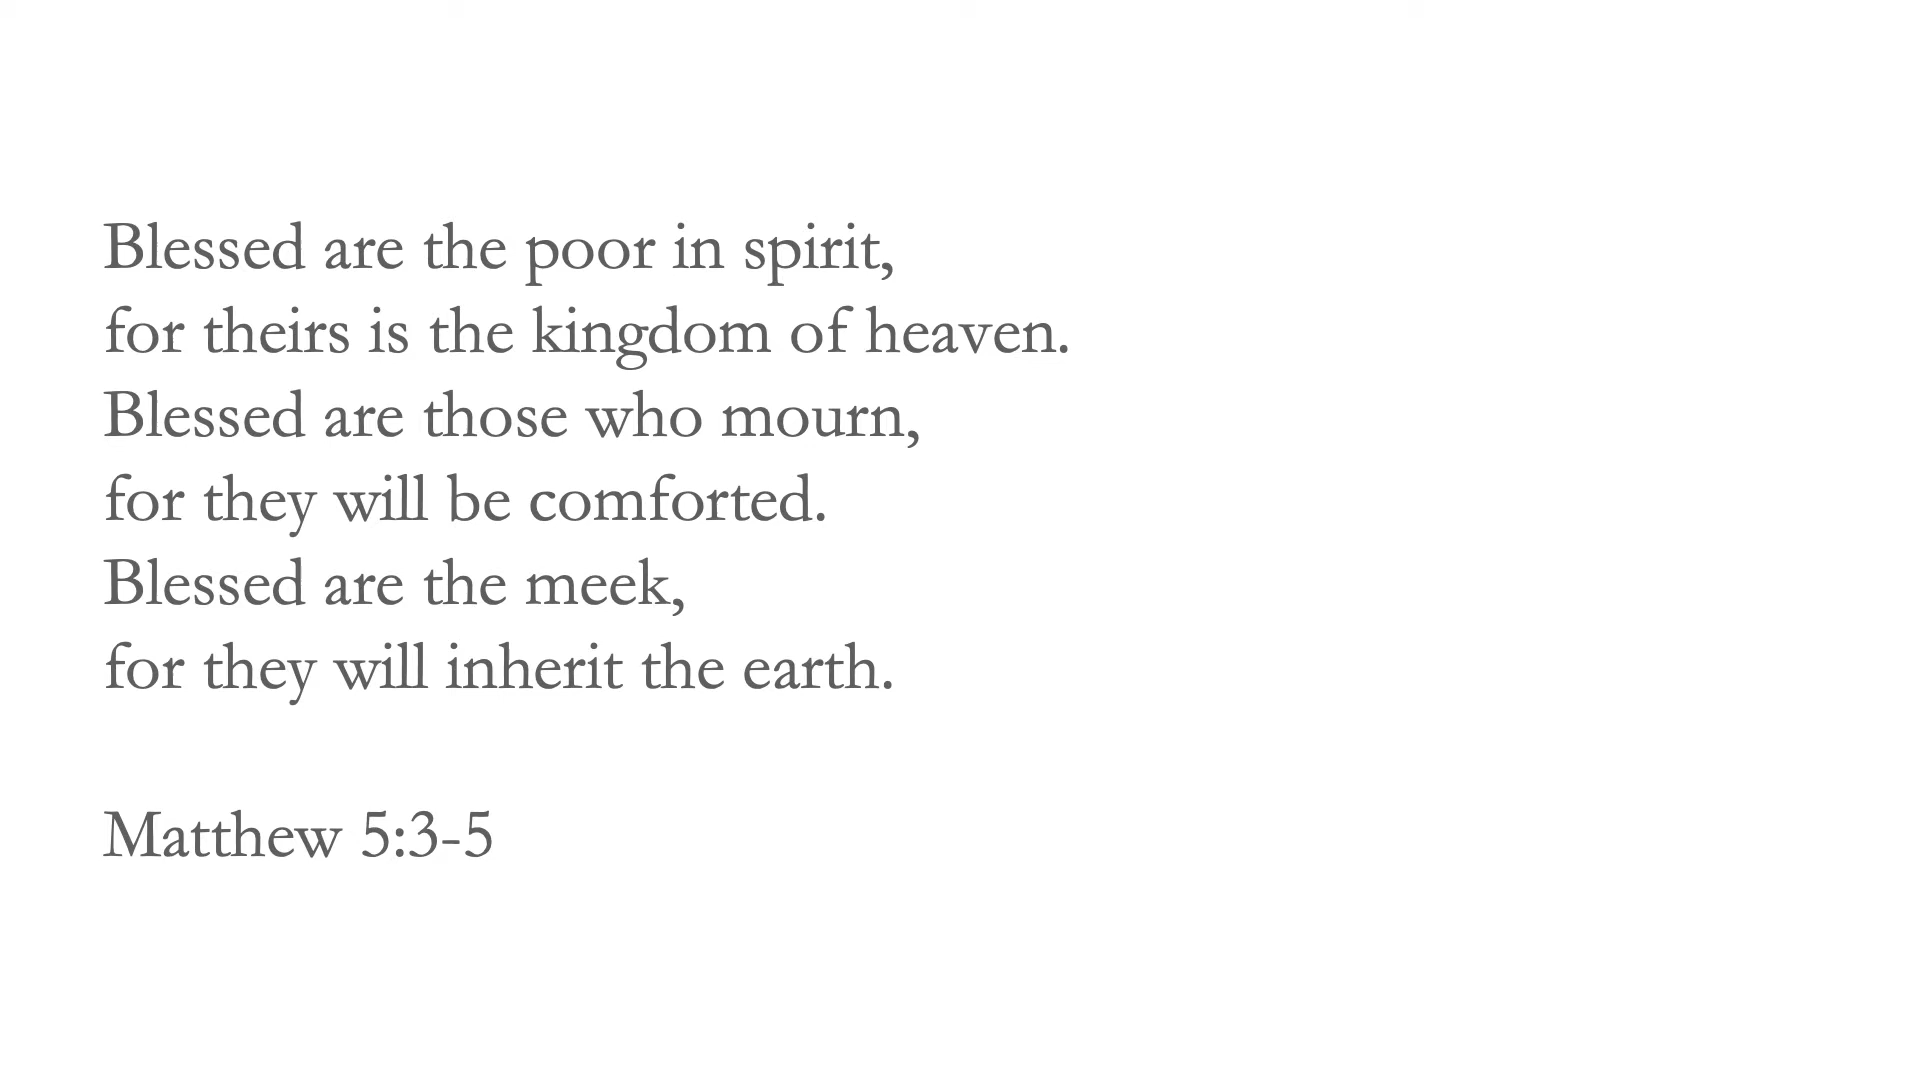 Blessed are the poor in spirit,
for theirs is the kingdom of heaven.
Blessed are those who mourn,
for they will be comforted.
Blessed are the meek,
for they will inherit the earth.
Matthew 5:3-5